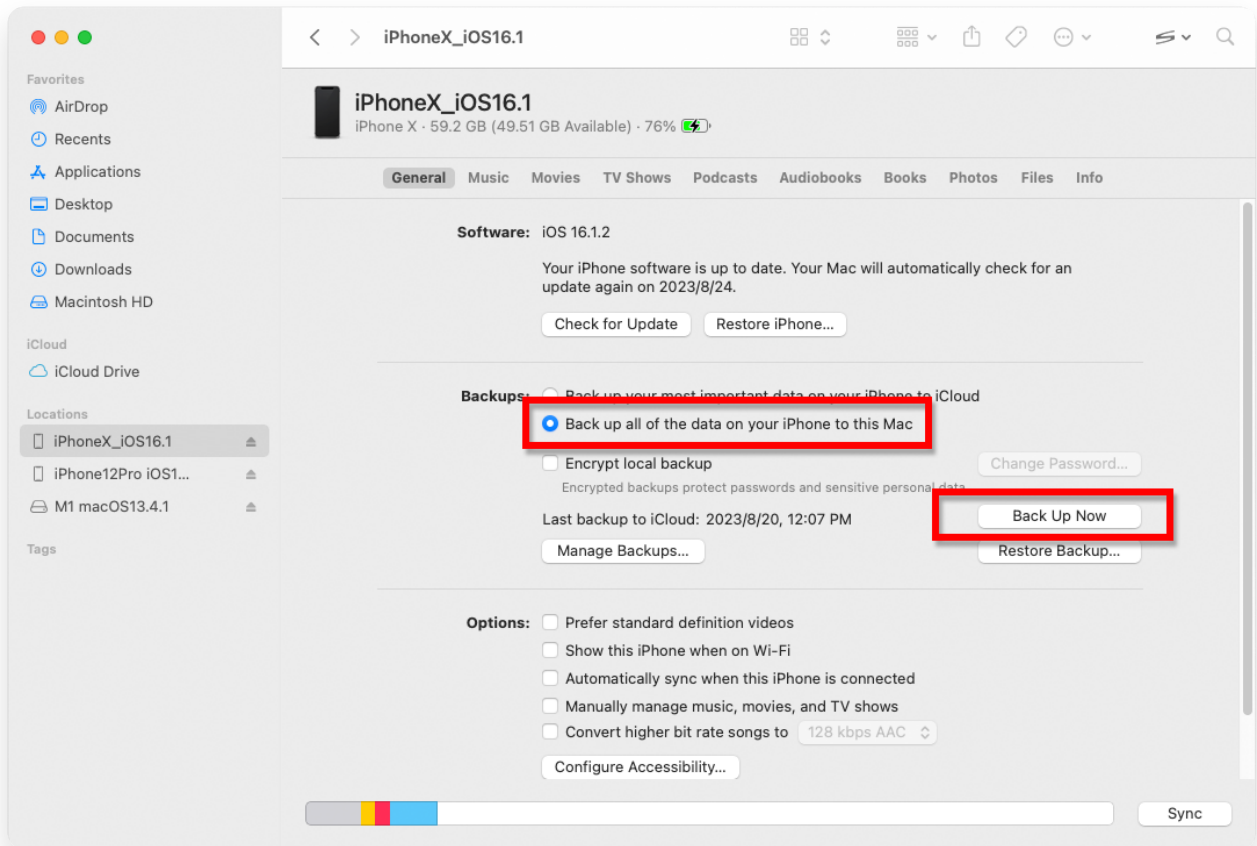 iPhoneX_iOS16.1
Favorites
AirDrop
Recents
Applications
Desktop
Documents
Downloads
Macintosh HD
iCloud
iCloud Drive
Locations
iPhoneX_iOS16.1
iPhone12Pro iOS1...
M1 macOS13.4.1
Tags
iPhoneX_iOS16.1
iPhone X · 59.2 GB (49.51 GB Available) · 76%
General Music Movies TV Shows Podcasts Audiobooks Books Photos Files Info
Software: iOS 16.1.2
Your iPhone software is up to date. Your Mac will automatically check for an
update again on 2023/8/24.
Check for Update Restore iPhone...
Backups: Back up your most important data on your iPhone to iCloud
Back up all of the data on your iPhone to this Mac
Encrypt local backup Change Password...
Encrypted backups protect passwords and sensitive personal data.
Last backup to iCloud: 2023/8/20, 12:07 PM Back Up Now
Manage Backups... Restore Backup...
Options: Prefer standard definition videos
Show this iPhone when on Wi-Fi
Automatically sync when this iPhone is connected
Manually manage music, movies, and TV shows
Convert higher bit rate songs to 128 kbps AAC
Configure Accessibility...
Sync